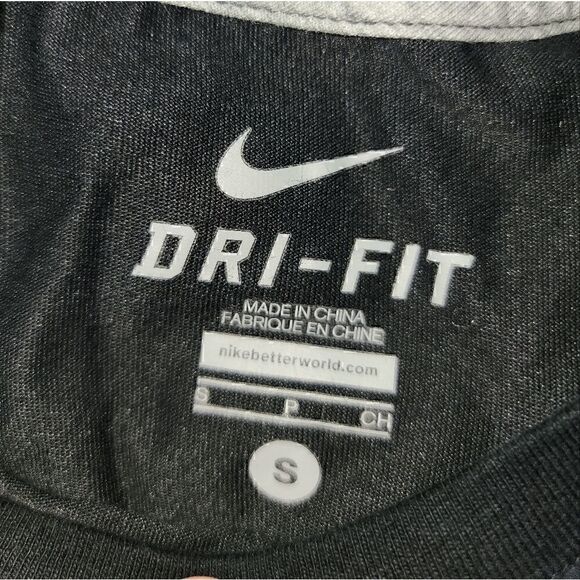 DRI-FIT
MADE IN CHINA
FABRIQUE EN CHINE
nikebetterworld.com
S P CH
S